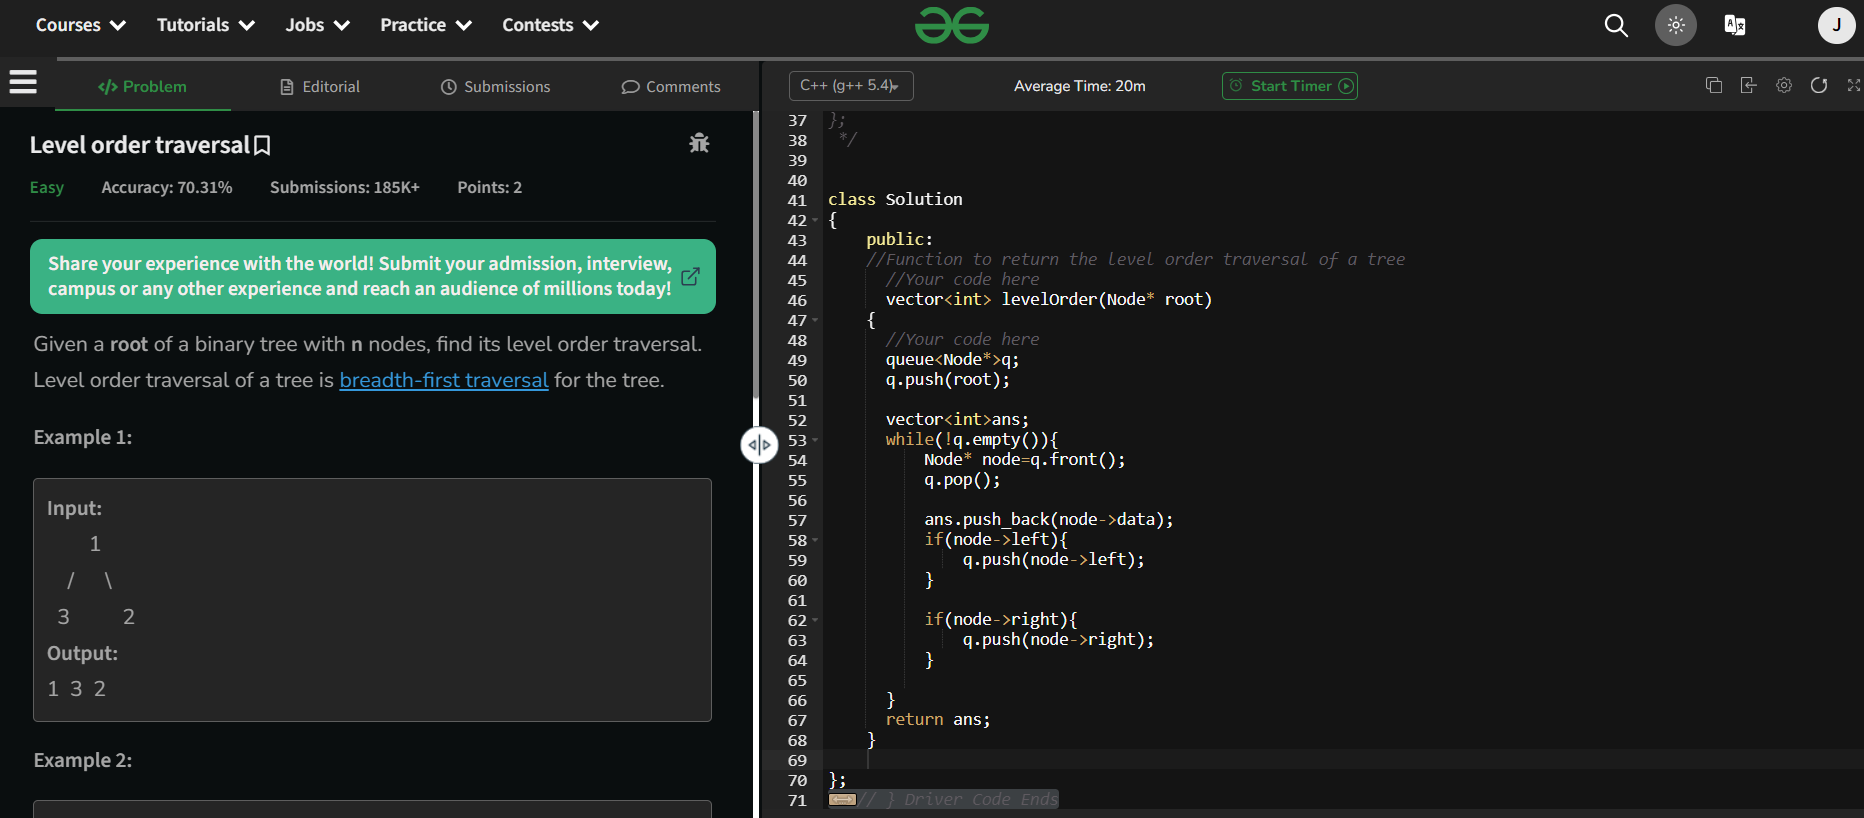 Courses Tutorials Jobs Practice Contests J
</> Problem Editorial Submissions Comments
Level order traversal
Easy Accuracy: 70.31% Submissions: 185K+ Points: 2
Share your experience with the world! Submit your admission, interview,
campus or any other experience and reach an audience of millions today!
Given a root of a binary tree with n nodes, find its level order traversal.
Level order traversal of a tree is breadth-first traversal for the tree.
Example 1:
Input:
1
/ \
3 2
Output:
1 3 2
Example 2:
C++ (g++ 5.4) Average Time: 20m Start Timer
37 };
38 */
39
40
41 class Solution
42 {
43 public:
44 //Function to return the level order traversal of a tree
45 //Your code here
46 vector<int> levelOrder(Node* root)
47 {
48 //Your code here
49 queue<Node*>q;
50 q.push(root);
51
52 vector<int>ans;
53 while(!q.empty()){
54 Node* node=q.front();
55 q.pop();
56
57 ans.push_back(node->data);
58 if(node->left){
59 q.push(node->left);
60 }
61
62 if(node->right){
63 q.push(node->right);
64 }
65
66 }
67 return ans;
68 }
69
70 };
71 // } Driver Code Ends